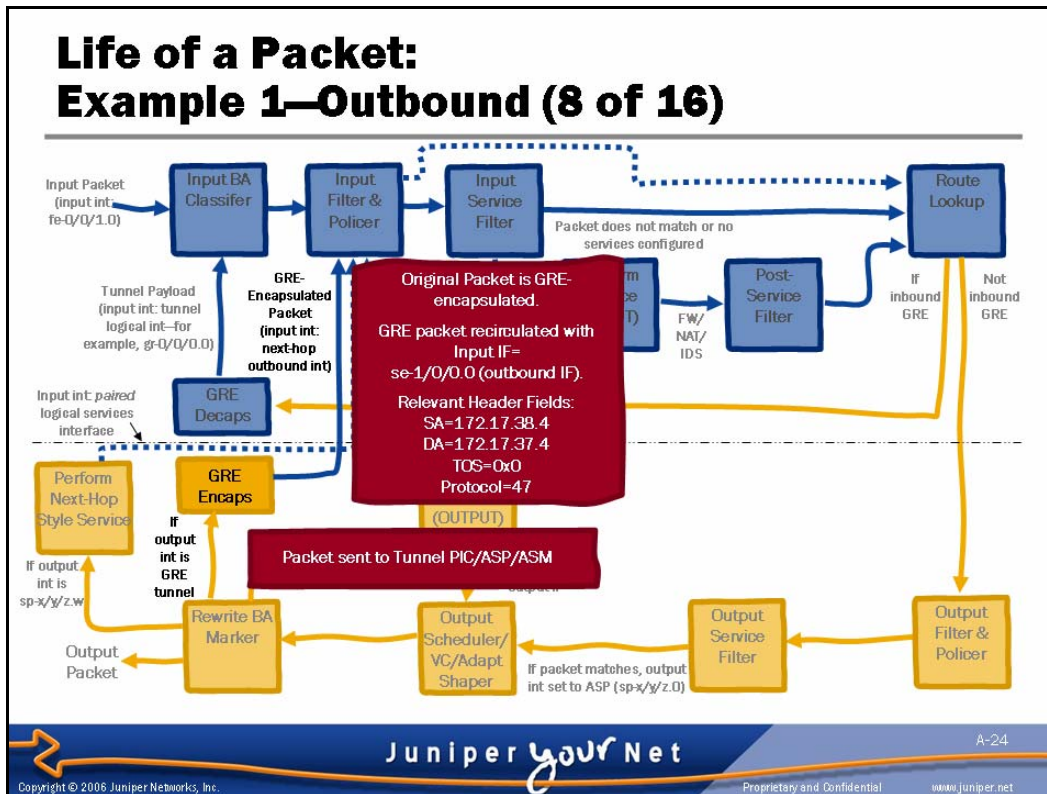 Life of a Packet:
Example 1—Outbound (8 of 16)
Input Packet
(input int:
fe-0/0/1.0)
Input BA
Classifer
Input
Filter &
Policer
Input
Service
Filter
Route
Lookup
Packet does not match or no
services configured
Tunnel Payload
(input int: tunnel
logical int—for
example, gr-0/0/0.0)
GRE-
Encapsulated
Packet
(input int:
next-hop
outbound int)
Original Packet is GRE-
encapsulated.
GRE packet recirculated with
Input IF=
se-1/0/0.0 (outbound IF).
Relevant Header Fields:
SA=172.17.38.4
DA=172.17.37.4
TOS=0x0
Protocol=47
FW/
NAT/
IDS
Post-
Service
Filter
If
inbound
GRE
Not
inbound
GRE
Input int: paired
logical services
interface
GRE
Decaps
Perform
Next-Hop
Style Service
GRE
Encaps
(OUTPUT)
If
output
int is
GRE
tunnel
Packet sent to Tunnel PIC/ASP/ASM
If output
int is
sp-x/y/z.w
Rewrite BA
Marker
Output
Packet
Output
Scheduler/
VC/Adapt
Shaper
If packet matches, output
int set to ASP (sp-x/y/z.0)
Output
Service
Filter
Output
Filter &
Policer
Juniper your Net
A-24
Copyright © 2006 Juniper Networks, Inc.
Proprietary and Confidential
www.juniper.net